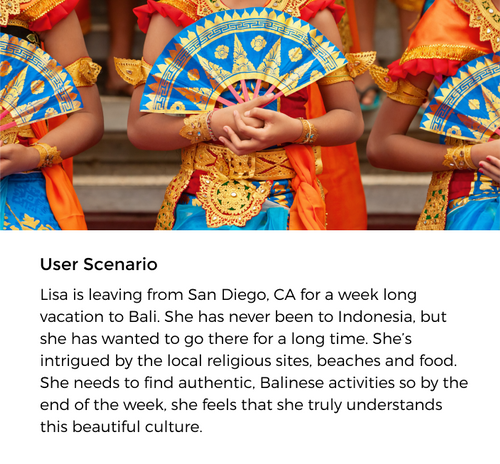 User Scenario
Lisa is leaving from San Diego, CA for a week long
vacation to Bali. She has never been to Indonesia, but
she has wanted to go there for a long time. She's
intrigued by the local religious sites, beaches and food.
She needs to find authentic, Balinese activities so by the
end of the week, she feels that she truly understands
this beautiful culture.